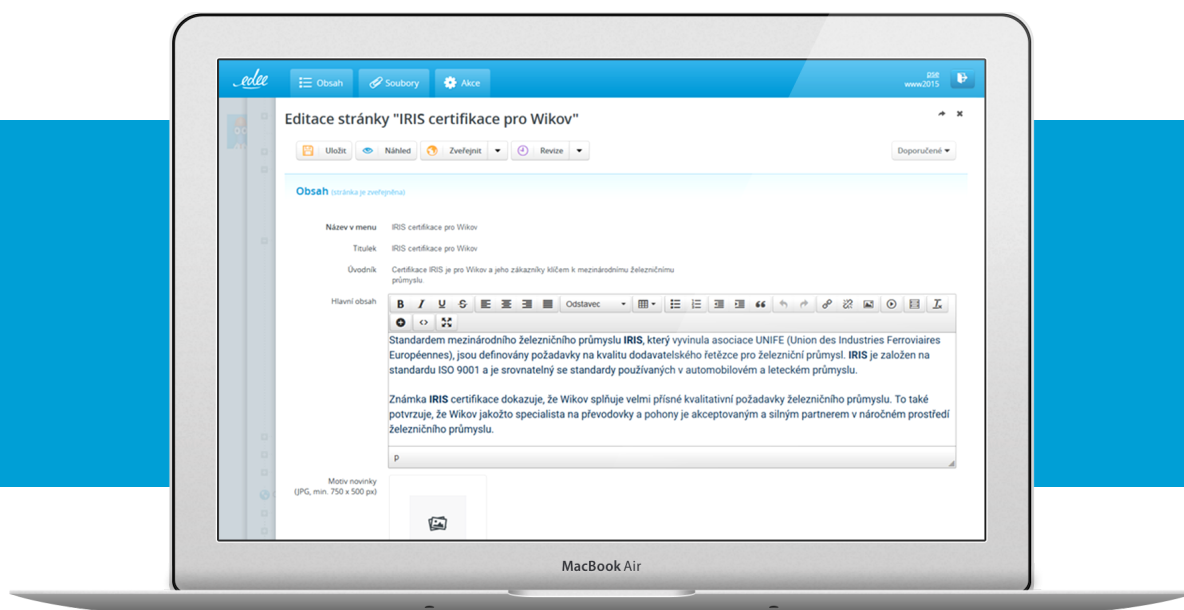 edee
Obsah
Soubory
Akce
pse
www2015
Editace stránky "IRIS certifikace pro Wikov"
Uložit
Náhled
Zveřejnit
Revize
Doporučené
Obsah (stránka je zveřejněna)
Název v menu
IRIS certifikace pro Wikov
Titulek
IRIS certifikace pro Wikov
Úvodník
Certifikace IRIS je pro Wikov a jeho zákazníky klíčem k mezinárodnímu železničnímu
průmyslu.
Hlavní obsah
B I U S Odstavec
Standardem mezinárodního železničního průmyslu IRIS, který vyvinula asociace UNIFE (Union des Industries Ferroviaires
Européennes), jsou definovány požadavky na kvalitu dodavatelského řetězce pro železniční průmysl. IRIS je založen na
standardu ISO 9001 a je srovnatelný se standardy používaných v automobilovém a leteckém průmyslu.
Známka IRIS certifikace dokazuje, že Wikov splňuje velmi přísné kvalitativní požadavky železničního průmyslu. To také
potvrzuje, že Wikov jakožto specialista na převodovky a pohony je akceptovaným a silným partnerem v náročném prostředí
železničního průmyslu.
p
Motiv novinky
(JPG, min. 750 x 500 px)
MacBook Air